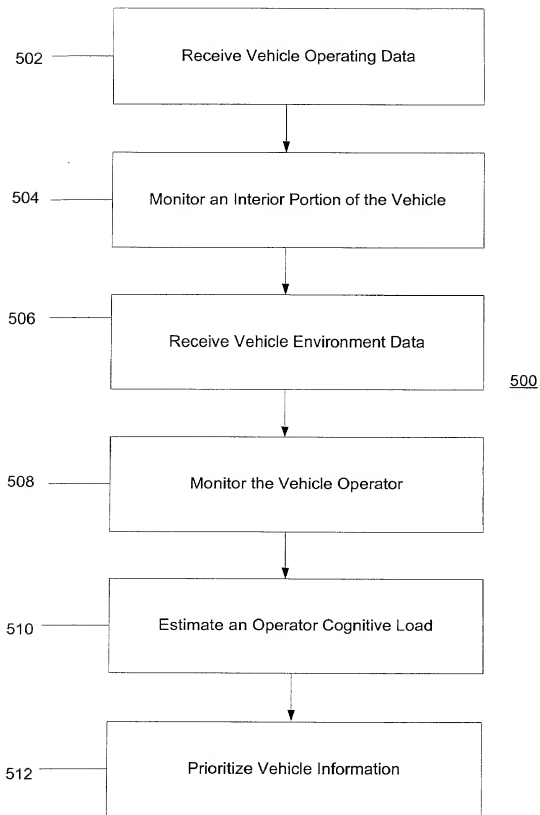 502
Receive Vehicle Operating Data
504
Monitor an Interior Portion of the Vehicle
506
Receive Vehicle Environment Data
500
508
Monitor the Vehicle Operator
510
Estimate an Operator Cognitive Load
512
Prioritize Vehicle Information